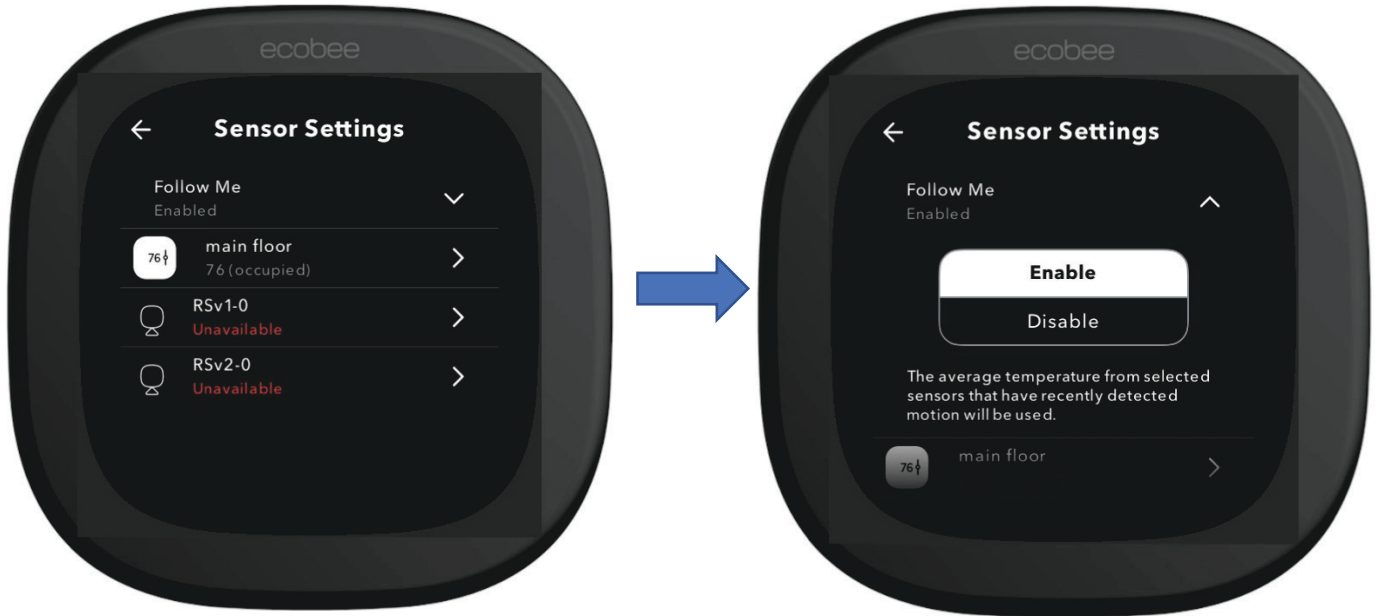 ecobee
Sensor Settings
Follow Me
Enabled
76
main floor
76 (occupied)
RSv1-0
Unavailable
RSv2-0
Unavailable
ecobee
Sensor Settings
Follow Me
Enabled
Enable
Disable
The average temperature from selected
sensors that have recently detected
motion will be used.
76
main floor